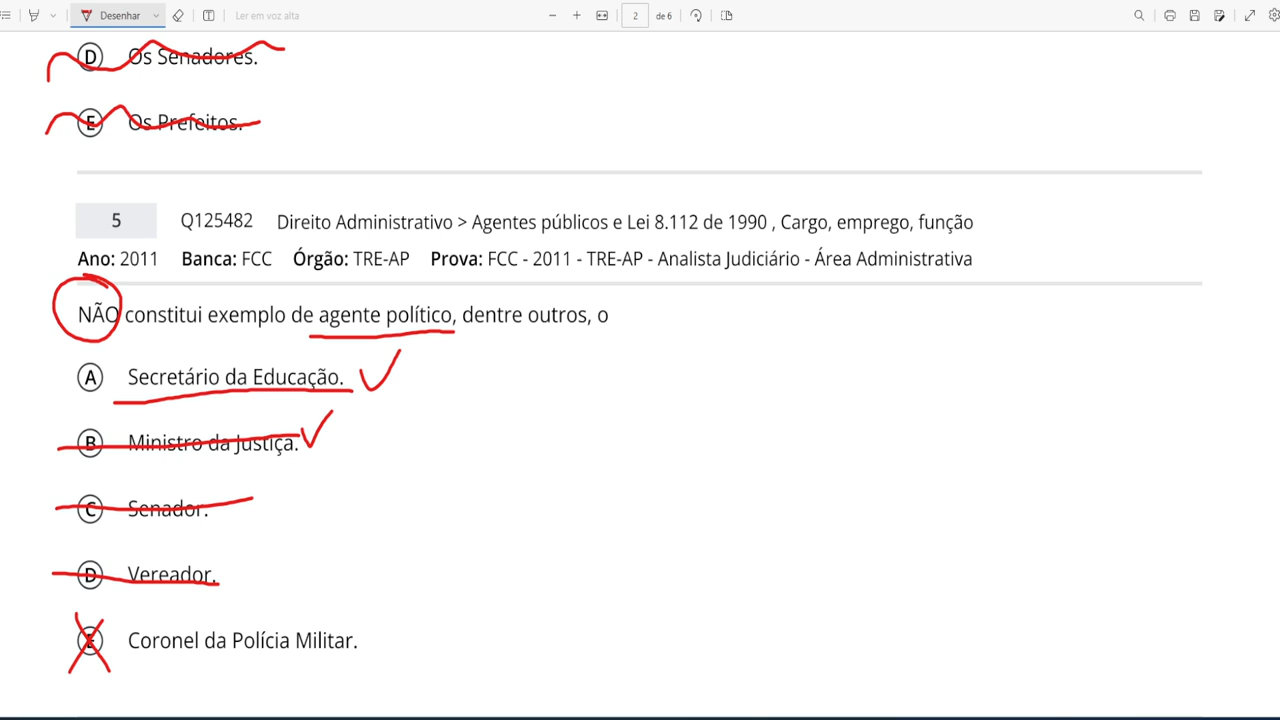 Desenhar
Ler em voz alta
2 de 6
D Os Senadores.
E Os Prefeitos.
5 Q125482 Direito Administrativo > Agentes públicos e Lei 8.112 de 1990 , Cargo, emprego, função
Ano: 2011 Banca: FCC Órgão: TRE-AP Prova: FCC - 2011 - TRE-AP - Analista Judiciário - Área Administrativa
NÃO constitui exemplo de agente político, dentre outros, o
A Secretário da Educação.
B Ministro da Justiça.
C Senador.
D Vereador.
E Coronel da Polícia Militar.